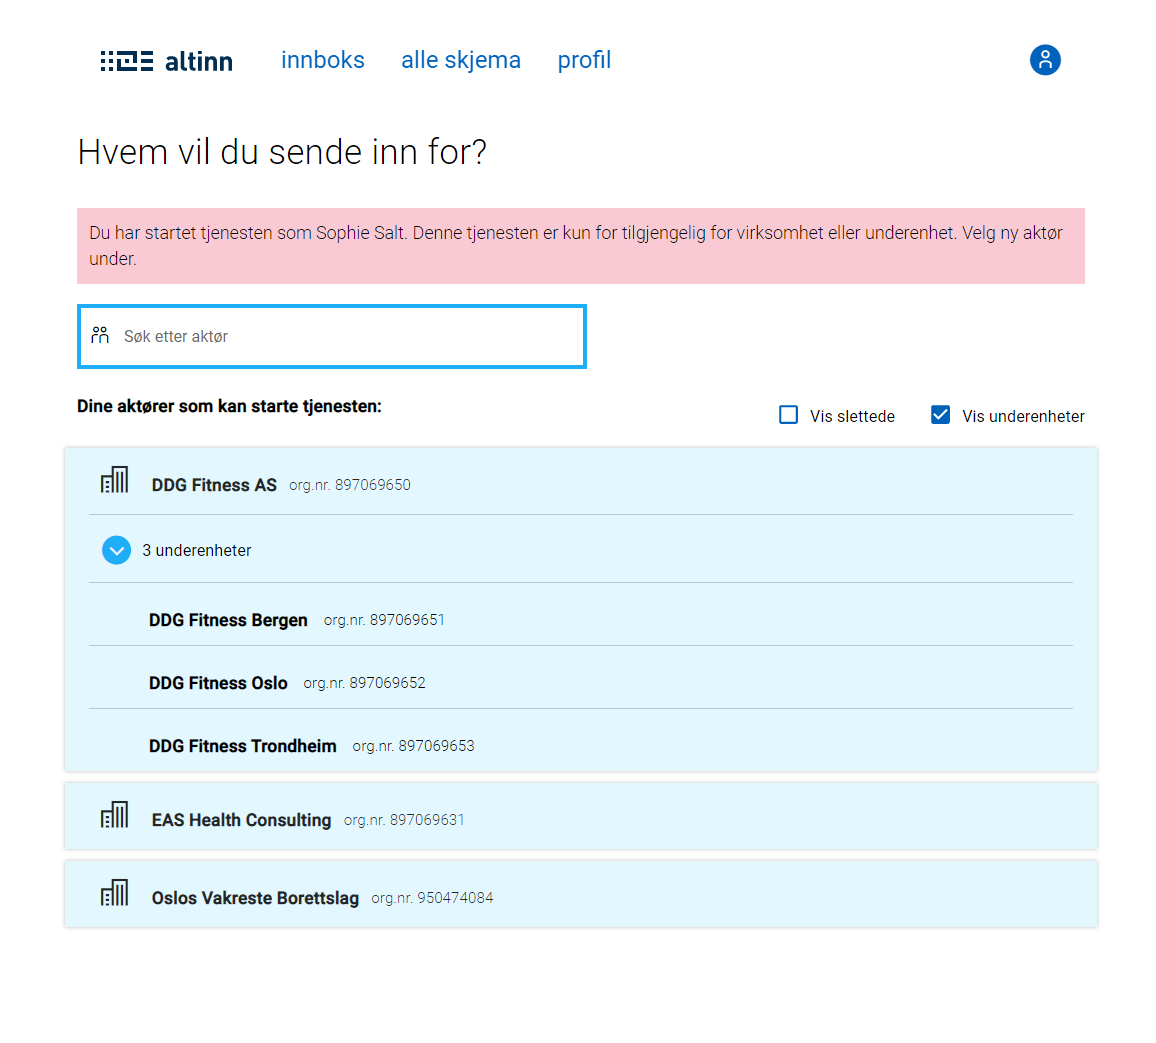 altinn innboks alle skjema profil
Hvem vil du sende inn for?
Du har startet tjenesten som Sophie Salt. Denne tjenesten er kun for tilgjengelig for virksomhet eller underenhet. Velg ny aktør
under.
Søk etter aktør
Dine aktører som kan starte tjenesten:
Vis slettede Vis underenheter
DDG Fitness AS org.nr. 897069650
3 underenheter
DDG Fitness Bergen org.nr. 897069651
DDG Fitness Oslo org.nr. 897069652
DDG Fitness Trondheim org.nr. 897069653
EAS Health Consulting org.nr. 897069631
Oslos Vakreste Borettslag org.nr. 950474084